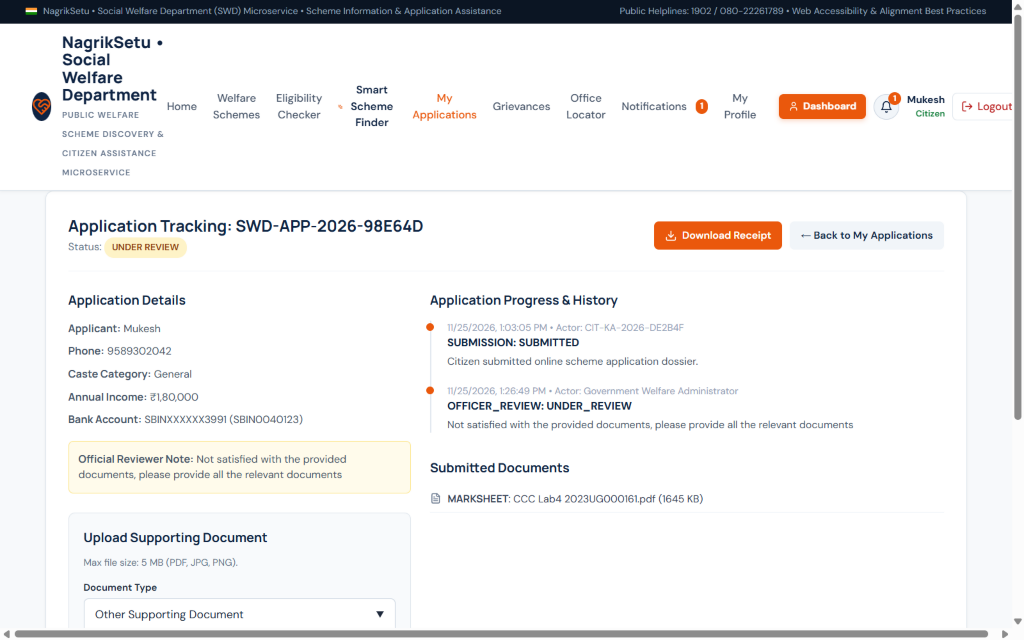 NagrikSetu • Social Welfare Department (SWD) Microservice • Scheme Information & Application Assistance
Public Helplines: 1902 / 080-22261789 • Web Accessibility & Alignment Best Practices
NagrikSetu •
Social
Welfare
Department
PUBLIC WELFARE
SCHEME DISCOVERY &
CITIZEN ASSISTANCE
MICROSERVICE
Home
Welfare
Schemes
Eligibility
Checker
Smart
Scheme
Finder
My
Applications
Grievances
Office
Locator
Notifications 1
My
Profile
Dashboard
1
Mukesh
Citizen
Logout
Application Tracking: SWD-APP-2026-98E64D
Status: UNDER REVIEW
Download Receipt
← Back to My Applications
Application Details
Applicant: Mukesh
Phone: 9589302042
Caste Category: General
Annual Income: ₹1,80,000
Bank Account: SBINXXXXXX3991 (SBIN0040123)
Official Reviewer Note: Not satisfied with the provided
documents, please provide all the relevant documents
Upload Supporting Document
Max file size: 5 MB (PDF, JPG, PNG).
Document Type
Other Supporting Document
Application Progress & History
11/25/2026, 1:03:05 PM • Actor: CIT-KA-2026-DE2B4F
SUBMISSION: SUBMITTED
Citizen submitted online scheme application dossier.
11/25/2026, 1:26:49 PM • Actor: Government Welfare Administrator
OFFICER_REVIEW: UNDER_REVIEW
Not satisfied with the provided documents, please provide all the relevant documents
Submitted Documents
MARKSHEET: CCC Lab4 2023UG000161.pdf (1645 KB)